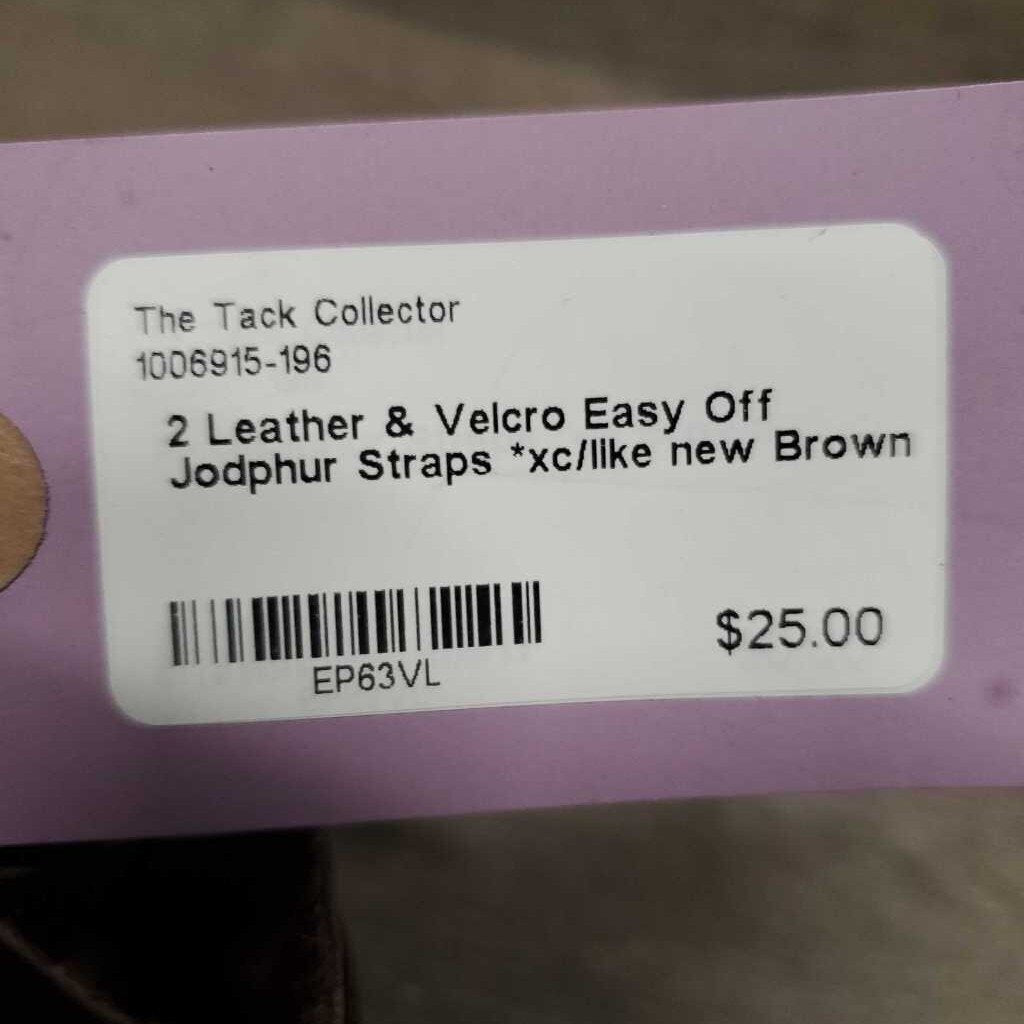 The Tack Collector
1006915-196
2 Leather & Velcro Easy Off
Jodphur Straps *xc/like new Brown
EP63VL
$25.00